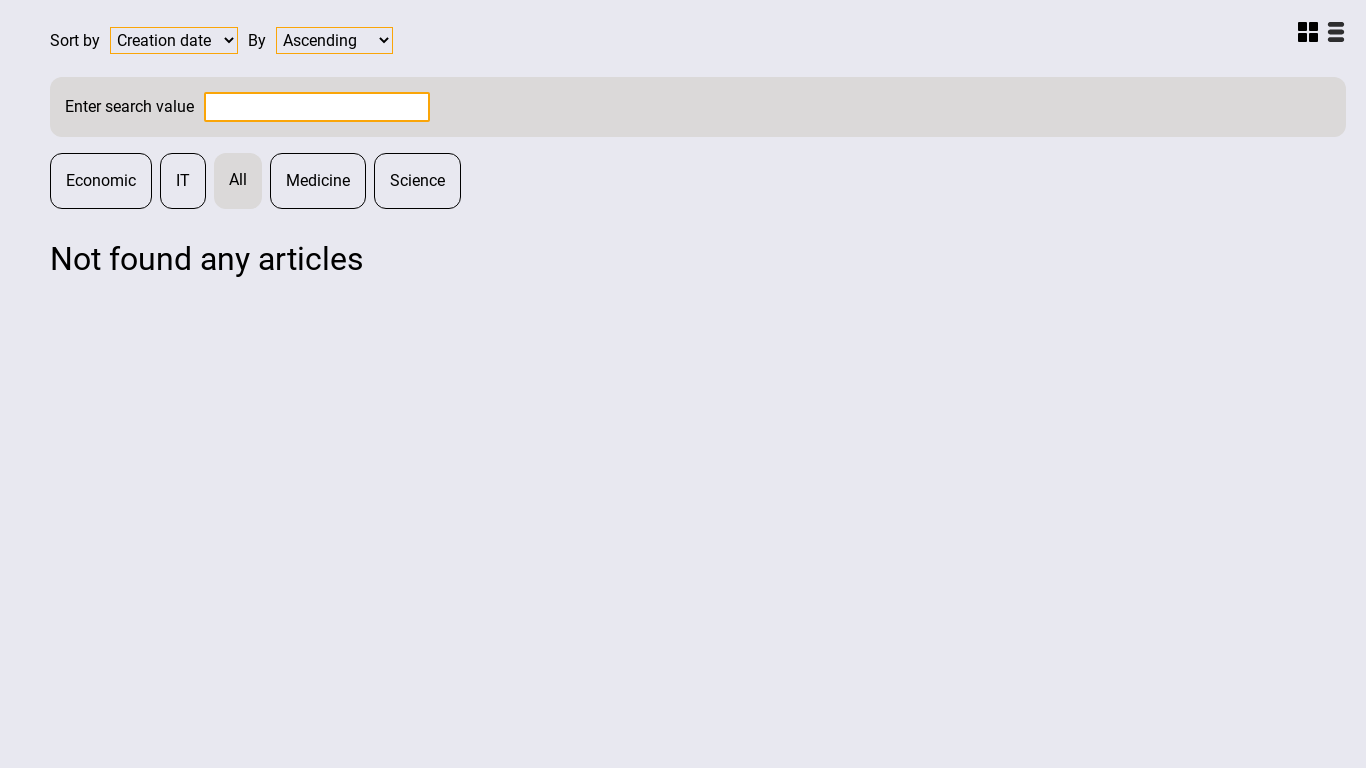 Sort by Creation date By Ascending
Enter search value
Economic IT All Medicine Science
Not found any articles